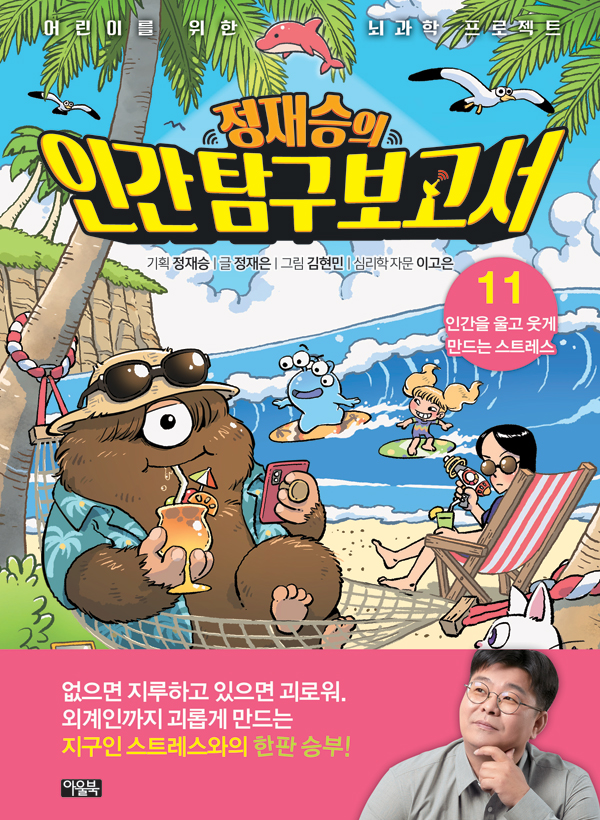 어린이를 위한 뇌과학 프로젝트
정재승의
인간탐구보고서
기획 정재승 | 글 정재은 | 그림 김현민 | 심리학 자문 이고은
11
인간을 울고 웃게
만드는 스트레스
없으면 지루하고 있으면 괴로워.
외계인까지 괴롭게 만드는
지구인 스트레스와의 한판 승부!
아울북